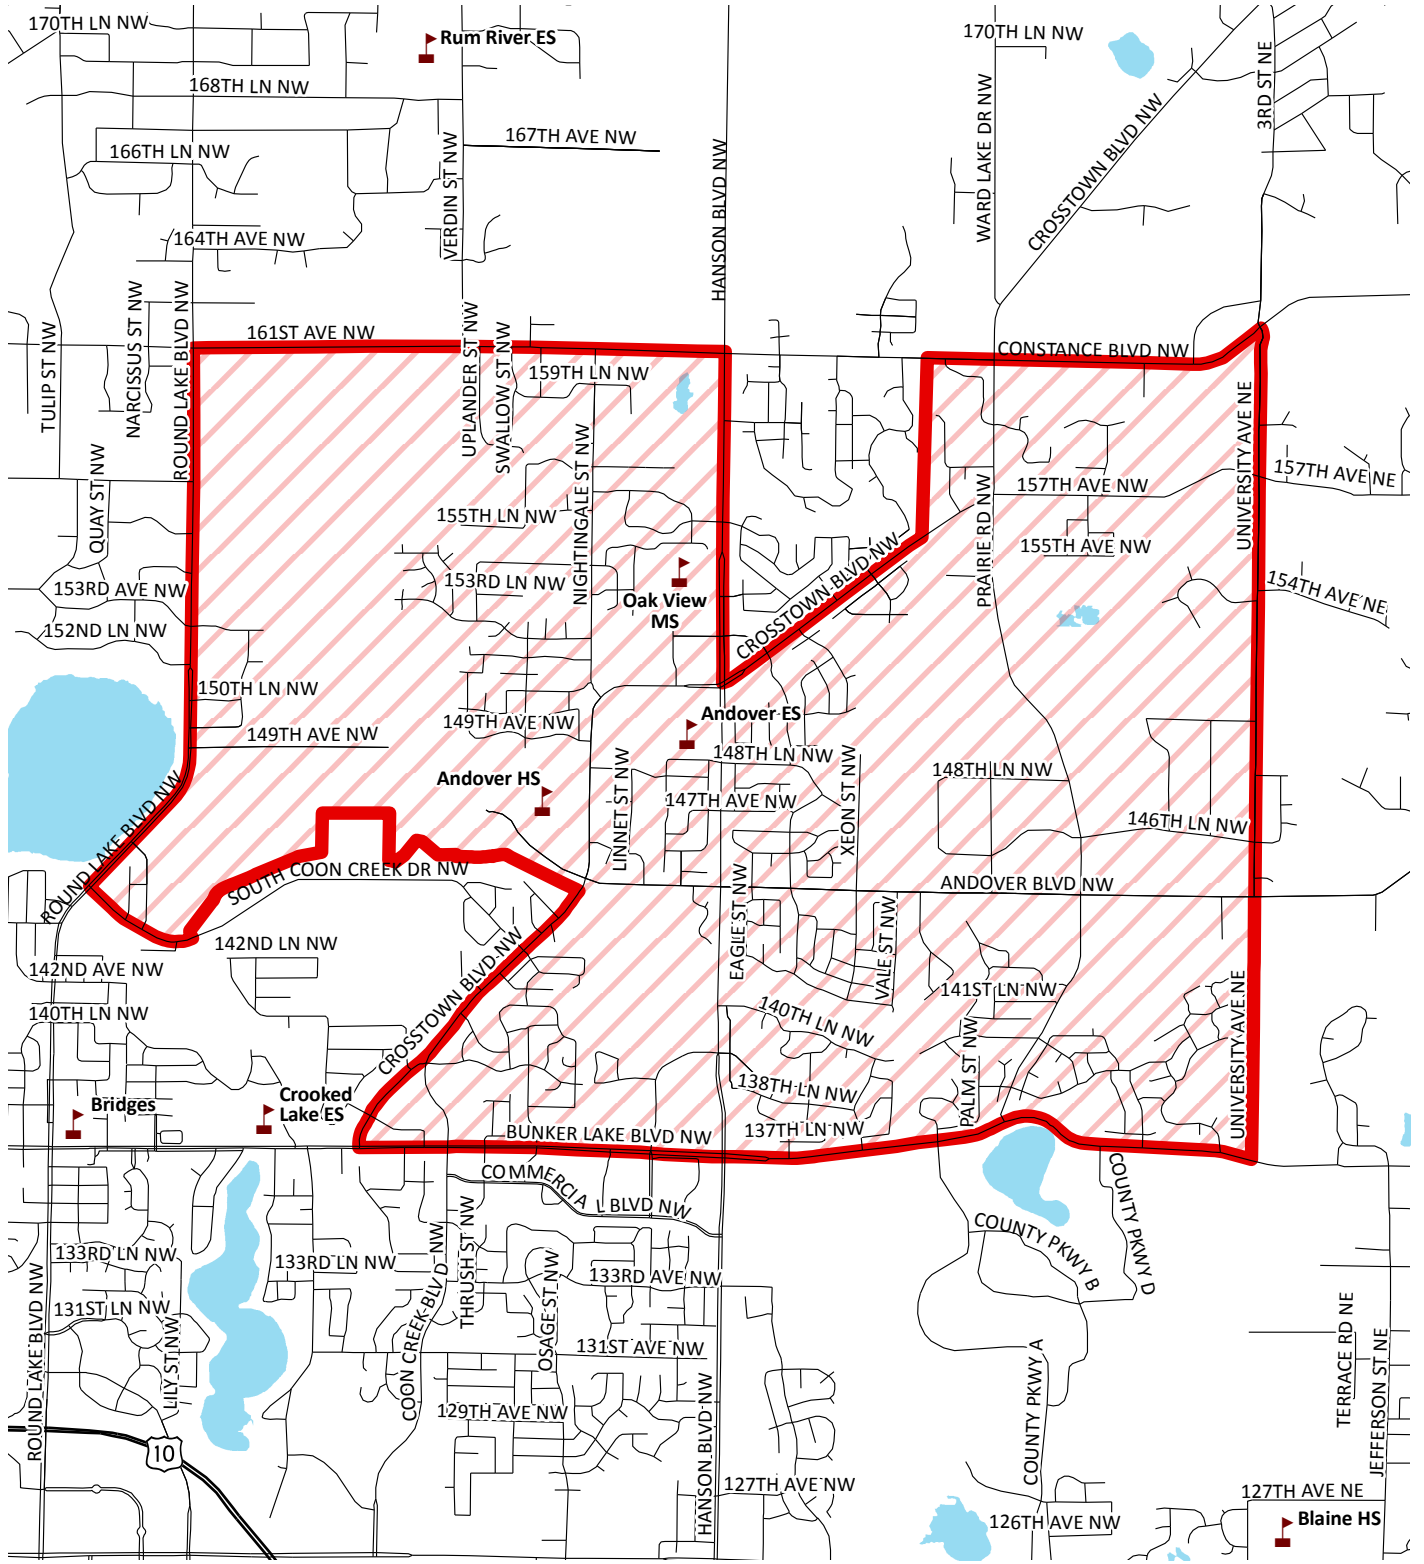 170TH LN NW
Rum River ES
170TH LN NW
3RD ST NE
168TH LN NW
WARD LAKE DR NW
CROSSTOWN BLVD NW
167TH AVE NW
166TH LN NW
VERDIN ST NW
HANSON BLVD NW
164TH AVE NW
TULIP ST NW
NARCISSUS ST NW
ROUND LAKE BLVD NW
161ST AVE NW
UPLANDER ST NW
SWALLOW ST NW
159TH LN NW
CONSTANCE BLVD NW
UNIVERSITY AVE NE
QUAY ST NW
NIGHTINGALE ST NW
157TH AVE NW
157TH AVE NE
PRAIRIE RD NW
155TH LN NW
155TH AVE NW
153RD AVE NW
153RD LN NW
Oak View
MS
CROSSTOWN BLVD NW
154TH AVE NE
152ND LN NW
150TH LN NW
149TH AVE NW
149TH AVE NW
Andover ES
148TH LN NW
148TH LN NW
Andover HS
LINNET ST NW
147TH AVE NW
XEON ST NW
146TH LN NW
ROUND LAKE BLVD NW
SOUTH COON CREEK DR NW
ANDOVER BLVD NW
EAGLE ST NW
VALE ST NW
142ND LN NW
142ND AVE NW
CROSSTOWN BLVD NW
141ST LN NW
140TH LN NW
140TH LN NW
PALM ST NW
UNIVERSITY AVE NE
138TH LN NW
Bridges
Crooked
Lake ES
137TH LN NW
BUNKER LAKE BLVD NW
COMMERCIA L BLVD NW
COUNTY PKWY D
COUNTY PKWY B
133RD LN NW
133RD LN NW
COON CREEK BLVD NW
THRUSH ST NW
OSAGE ST NW
133RD AVE NW
131ST LN NW
ROUND LAKE BLVD NW
LILY ST NW
131ST AVE NW
TERRACE RD NE
JEFFERSON ST NE
COUNTY PKWY A
129TH AVE NW
HANSON BLVD NW
10
127TH AVE NW
127TH AVE NE
126TH AVE NW
Blaine HS